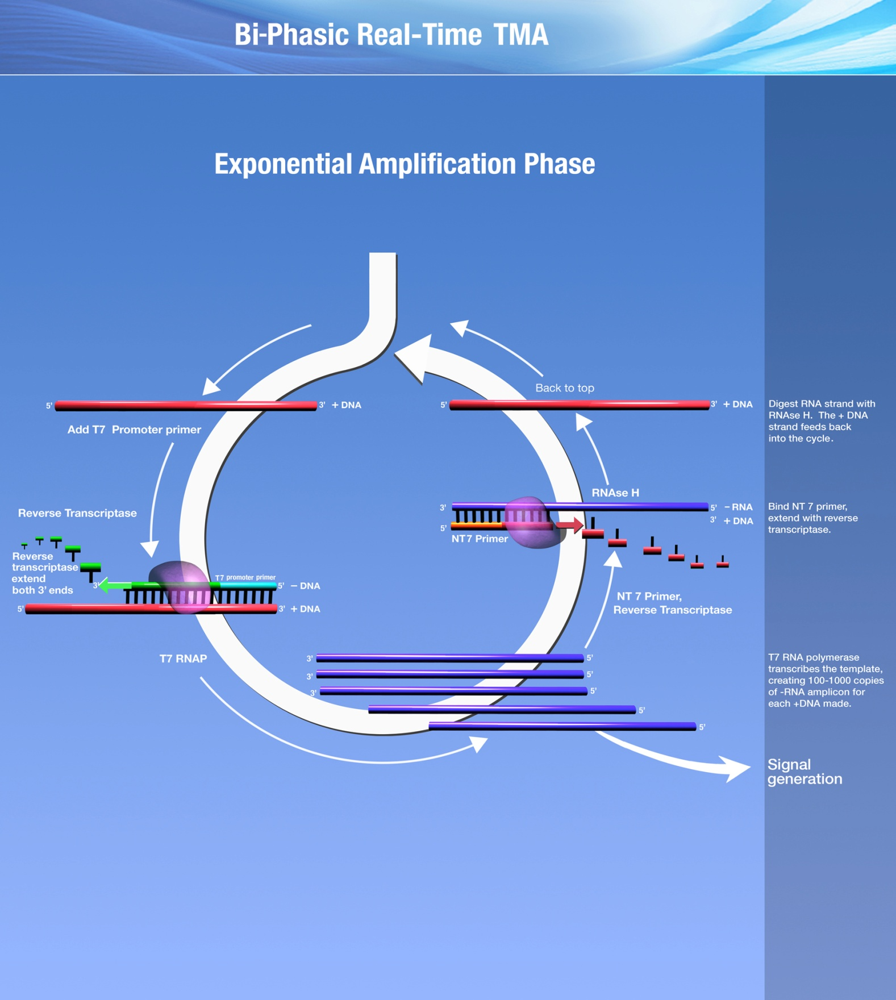 Bi-Phasic Real-Time TMA
Exponential Amplification Phase
Back to top
5’ 3’ + DNA
5’ 3’ + DNA
Digest RNA strand with
RNAse H. The + DNA
strand feeds back
into the cycle.
Add T7 Promoter primer
RNAse H
3’ 5’ – RNA
3’ + DNA
5’
NT7 Primer
Bind NT 7 primer,
extend with reverse
transcriptase.
Reverse Transcriptase
Reverse
transcriptase
extend
both 3’ ends
T7 promoter primer
3’ 5’ – DNA
5’ 3’ + DNA
NT 7 Primer,
Reverse Transcriptase
T7 RNAP
3’ 5’
3’ 5’
3’ 5’
5’
5’
T7 RNA polymerase
transcribes the template,
creating 100-1000 copies
of -RNA amplicon for
each +DNA made.
Signal
generation